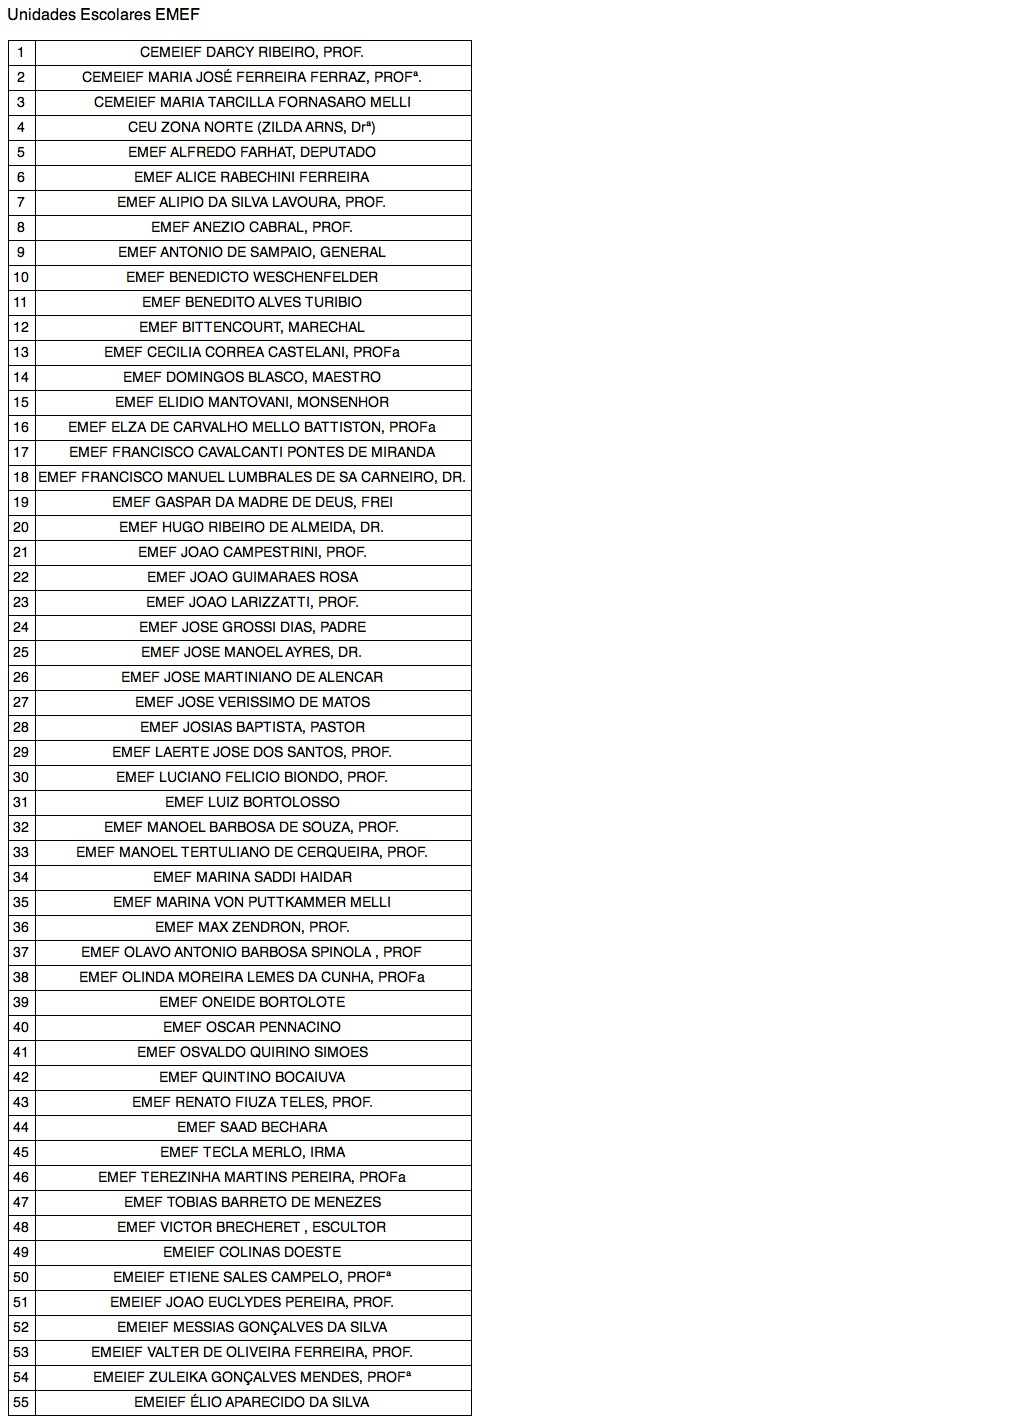 Unidades Escolares EMEF
1 CEMEIEF DARCY RIBEIRO, PROF.
2 CEMEIEF MARIA JOSÉ FERREIRA FERRAZ, PROFª.
3 CEMEIEF MARIA TARCILLA FORNASARO MELLI
4 CEU ZONA NORTE (ZILDA ARNS, Drª)
5 EMEF ALFREDO FARHAT, DEPUTADO
6 EMEF ALICE RABECHINI FERREIRA
7 EMEF ALIPIO DA SILVA LAVOURA, PROF.
8 EMEF ANEZIO CABRAL, PROF.
9 EMEF ANTONIO DE SAMPAIO, GENERAL
10 EMEF BENEDICTO WESCHENFELDER
11 EMEF BENEDITO ALVES TURIBIO
12 EMEF BITTENCOURT, MARECHAL
13 EMEF CECILIA CORREA CASTELANI, PROFa
14 EMEF DOMINGOS BLASCO, MAESTRO
15 EMEF ELIDIO MANTOVANI, MONSENHOR
16 EMEF ELZA DE CARVALHO MELLO BATTISTON, PROFa
17 EMEF FRANCISCO CAVALCANTI PONTES DE MIRANDA
18 EMEF FRANCISCO MANUEL LUMBRALES DE SA CARNEIRO, DR.
19 EMEF GASPAR DA MADRE DE DEUS, FREI
20 EMEF HUGO RIBEIRO DE ALMEIDA, DR.
21 EMEF JOAO CAMPESTRINI, PROF.
22 EMEF JOAO GUIMARAES ROSA
23 EMEF JOAO LARIZZATTI, PROF.
24 EMEF JOSE GROSSI DIAS, PADRE
25 EMEF JOSE MANOEL AYRES, DR.
26 EMEF JOSE MARTINIANO DE ALENCAR
27 EMEF JOSE VERISSIMO DE MATOS
28 EMEF JOSIAS BAPTISTA, PASTOR
29 EMEF LAERTE JOSE DOS SANTOS, PROF.
30 EMEF LUCIANO FELICIO BIONDO, PROF.
31 EMEF LUIZ BORTOLOSSO
32 EMEF MANOEL BARBOSA DE SOUZA, PROF.
33 EMEF MANOEL TERTULIANO DE CERQUEIRA, PROF.
34 EMEF MARINA SADDI HAIDAR
35 EMEF MARINA VON PUTTKAMMER MELLI
36 EMEF MAX ZENDRON, PROF.
37 EMEF OLAVO ANTONIO BARBOSA SPINOLA , PROF
38 EMEF OLINDA MOREIRA LEMES DA CUNHA, PROFa
39 EMEF ONEIDE BORTOLOTE
40 EMEF OSCAR PENNACINO
41 EMEF OSVALDO QUIRINO SIMOES
42 EMEF QUINTINO BOCAIUVA
43 EMEF RENATO FIUZA TELES, PROF.
44 EMEF SAAD BECHARA
45 EMEF TECLA MERLO, IRMA
46 EMEF TEREZINHA MARTINS PEREIRA, PROFa
47 EMEF TOBIAS BARRETO DE MENEZES
48 EMEF VICTOR BRECHERET , ESCULTOR
49 EMEIEF COLINAS DOESTE
50 EMEIEF ETIENE SALES CAMPELO, PROFª
51 EMEIEF JOAO EUCLYDES PEREIRA, PROF.
52 EMEIEF MESSIAS GONÇALVES DA SILVA
53 EMEIEF VALTER DE OLIVEIRA FERREIRA, PROF.
54 EMEIEF ZULEIKA GONÇALVES MENDES, PROFª
55 EMEIEF ÉLIO APARECIDO DA SILVA